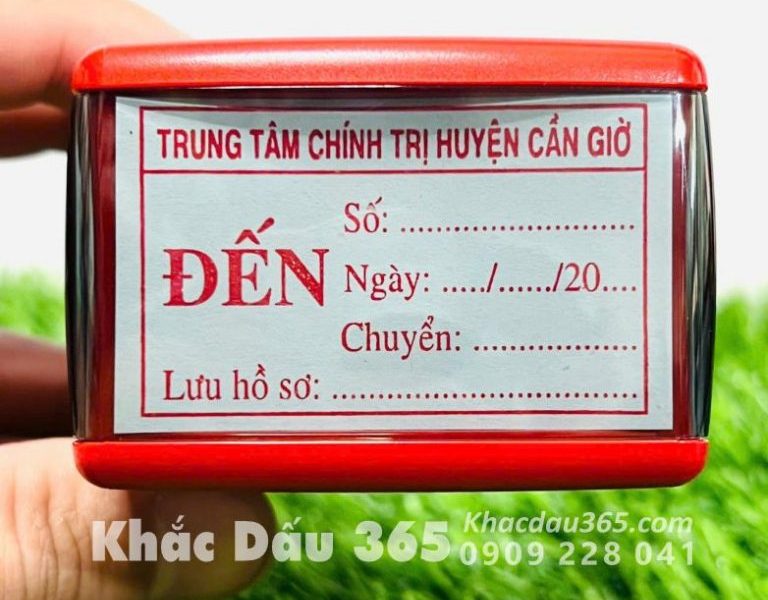 TRUNG TÂM CHÍNH TRỊ HUYỆN CẦN GIỜ
ĐẾN
Số: ..........................
Ngày: ...../....../20....
Chuyển: ..................
Lưu hồ sơ: ..................................
Khắc Dấu 365
Khacdau365.com
0909 228 041